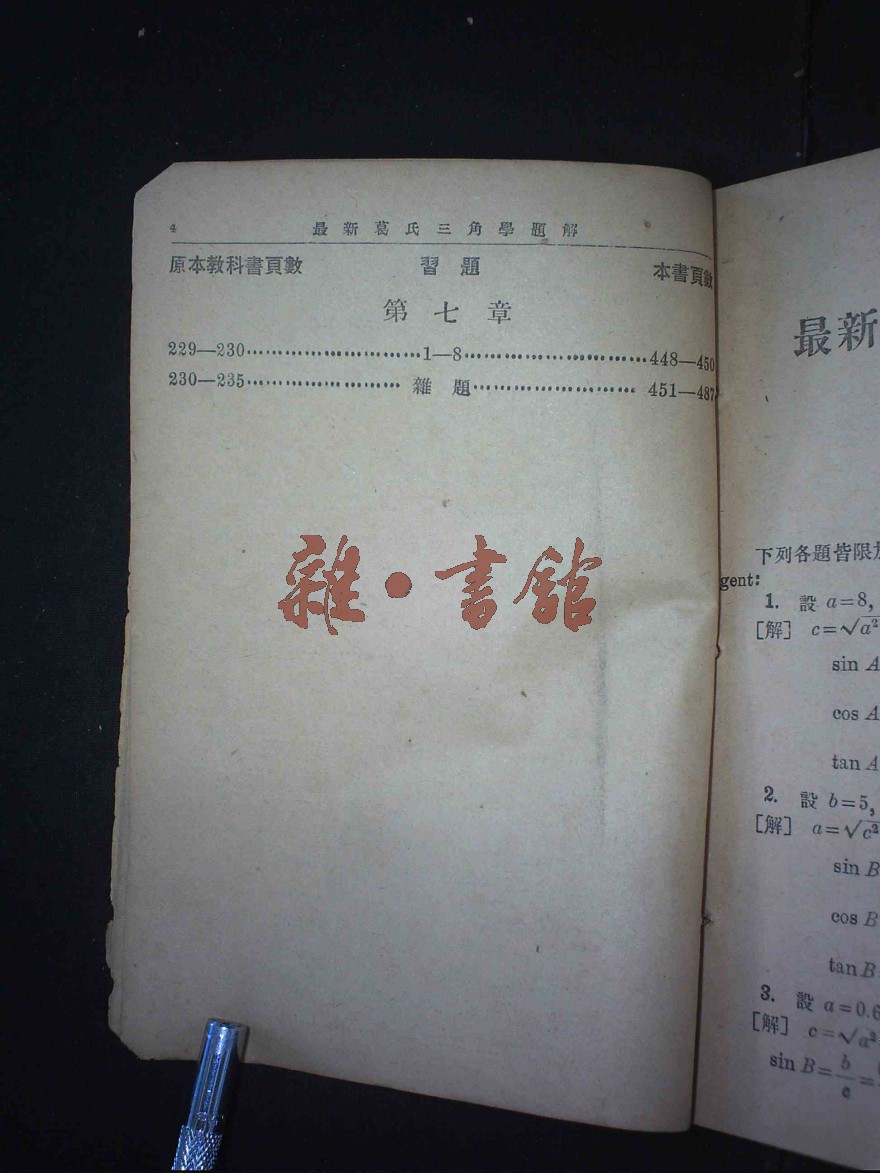 4 最新葛氏三角學題解
原本教科書頁數 習題 本書頁數
第七章
229—230……………………………1—8……………………………448—450
230—235……………………… 雜題……………………… 451—487
雜·書館
最新
下列各題皆限
gent:
1. 設 a=8,
[解] c=√a²
sin A
cos A
tan A
2. 設 b=5,
[解] a=√c²
sin B
cos B
tan B
3. 設 a=0.6
[解] c=√a²
sin B=b/c=